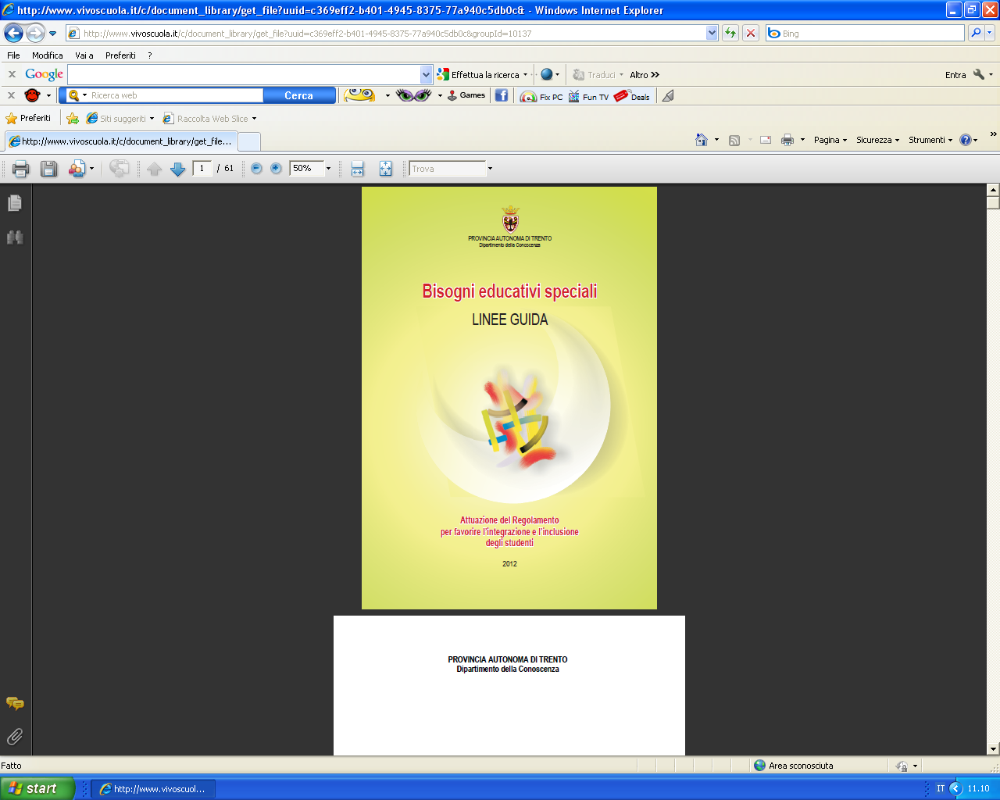 http://www.vivoscuola.it/c/document_library/get_file?uuid=c369eff2-b401-4945-8375-77a940c5db0c& - Windows Internet Explorer
http://www.vivoscuola.it/c/document_library/get_file?uuid=c369eff2-b401-4945-8375-77a940c5db0c&groupId=10137
Bing
File Modifica Vai a Preferiti ?
x Google Effettua la ricerca Traduci Altro >> Entra
x Ricerca web Cerca Games Fix PC Fun TV Deals
Preferiti Siti suggeriti Raccolta Web Slice
http://www.vivoscuola.it/c/document_library/get_file... Pagina Sicurezza Strumenti ? >>
1 / 61 50% Trova
PROVINCIA AUTONOMA DI TRENTO
Dipartimento della Conoscenza
Bisogni educativi speciali
LINEE GUIDA
Attuazione del Regolamento
per favorire l'integrazione e l'inclusione
degli studenti
2012
PROVINCIA AUTONOMA DI TRENTO
Dipartimento della Conoscenza
Fatto Area sconosciuta
start http://www.vivoscuol... IT 11.10